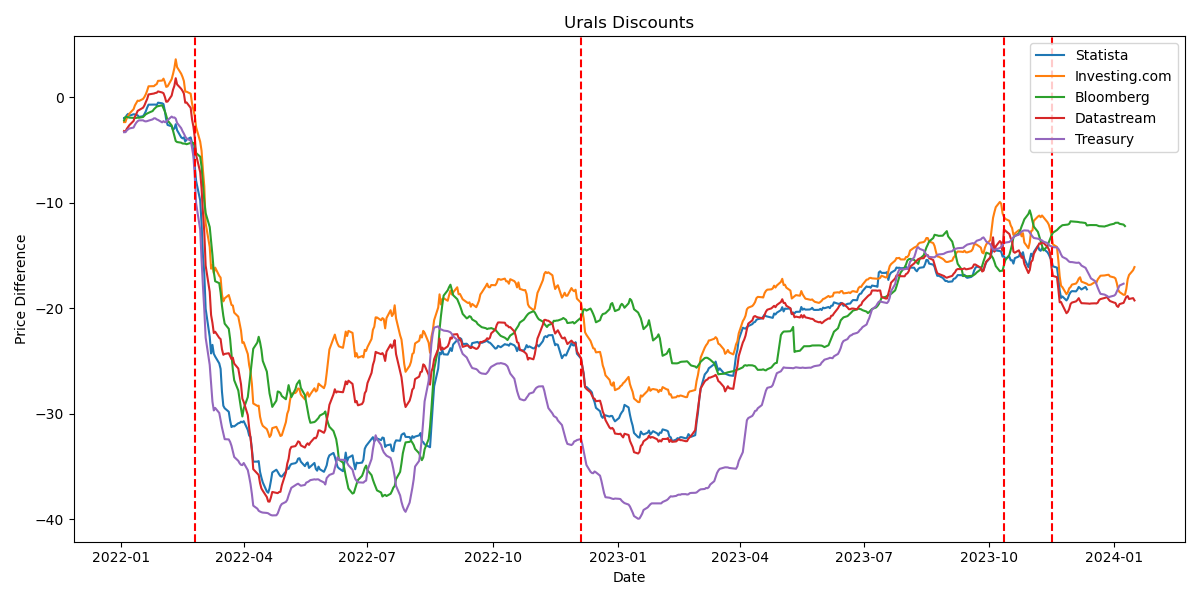 Urals Discounts
Statista
Investing.com
Bloomberg
Datastream
Treasury
Price Difference
0
−10
−20
−30
−40
2022-01
2022-04
2022-07
2022-10
2023-01
2023-04
2023-07
2023-10
2024-01
Date